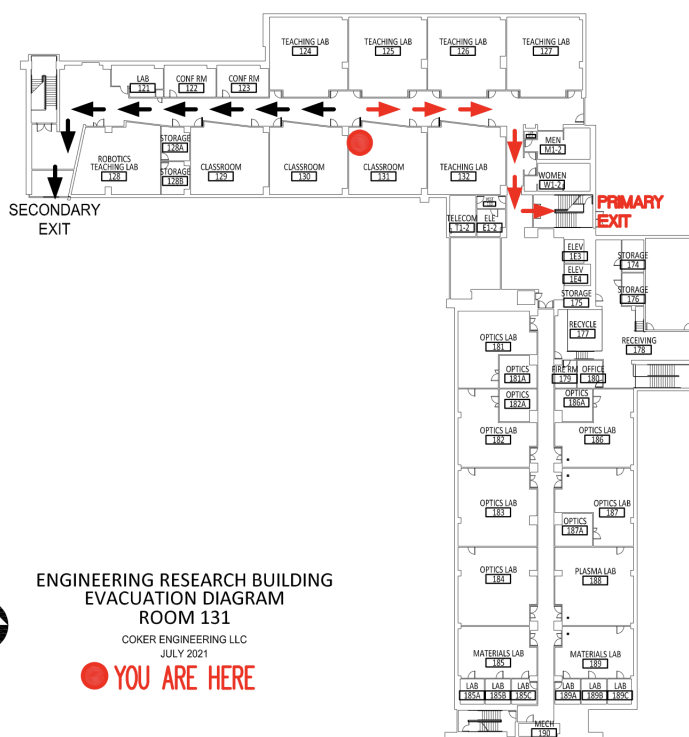 TEACHING LAB
124
TEACHING LAB
125
TEACHING LAB
126
TEACHING LAB
127
LAB
121
CONF RM
122
CONF RM
123
ROBOTICS
TEACHING LAB
128
STORAGE
128A
STORAGE
128B
CLASSROOM
129
CLASSROOM
130
CLASSROOM
131
TEACHING LAB
132
MEN
M1-2
WOMEN
W1-2
SECONDARY
EXIT
PRIMARY
EXIT
TELECOM
T1-2
ELE
E1-2
ELEV
1E3
ELEV
1E4
STORAGE
175
STORAGE
174
STORAGE
176
RECYCLE
177
RECEIVING
178
OPTICS LAB
181
OPTICS
181A
FIRE RM
179
OFFICE
180
OPTICS
182A
OPTICS
186A
OPTICS LAB
182
OPTICS LAB
186
OPTICS LAB
183
OPTICS LAB
187
OPTICS
187A
OPTICS LAB
184
PLASMA LAB
188
MATERIALS LAB
185
MATERIALS LAB
189
LAB
185A
LAB
185B
LAB
185C
LAB
189A
LAB
189B
LAB
189C
MECH
190
ENGINEERING RESEARCH BUILDING
EVACUATION DIAGRAM
ROOM 131
COKER ENGINEERING LLC
JULY 2021
YOU ARE HERE